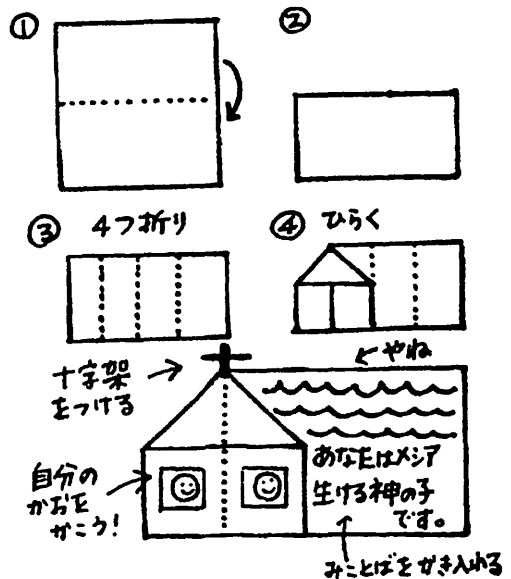 ①
②
③ 4つ折り
④ ひらく
やね
十字架
をつける
自分の
かおを
かこう！
あなたはメシア
生ける神の子
です。
みことばをかき入れる